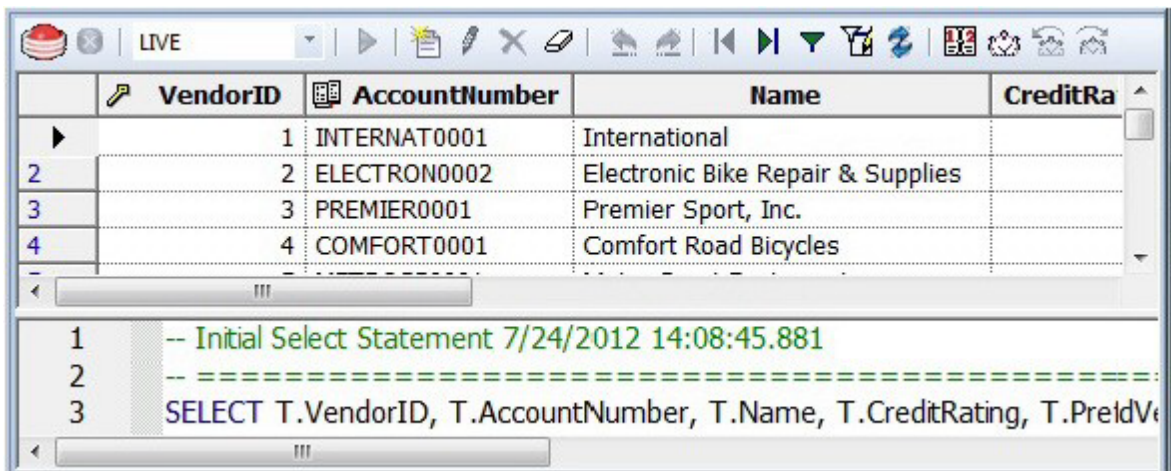 LIVE
VendorID AccountNumber Name CreditRa
1 INTERNAT0001 International
2 2 ELECTRON0002 Electronic Bike Repair & Supplies
3 3 PREMIER0001 Premier Sport, Inc.
4 4 COMFORT0001 Comfort Road Bicycles
1 -- Initial Select Statement 7/24/2012 14:08:45.881
2 -- ================================================
3 SELECT T.VendorID, T.AccountNumber, T.Name, T.CreditRating,